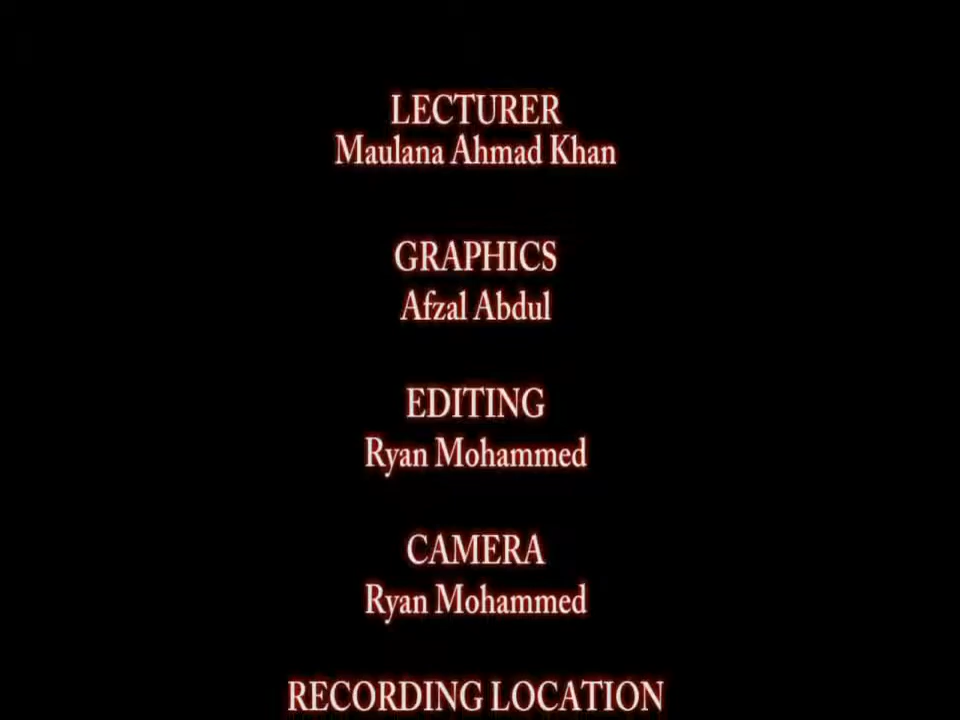 LECTURER
Maulana Ahmad Khan
GRAPHICS
Afzal Abdul
EDITING
Ryan Mohammed
CAMERA
Ryan Mohammed
RECORDING LOCATION